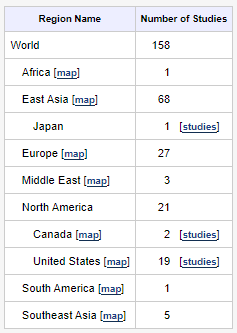 Region Name Number of Studies
World 158
Africa [map] 1
East Asia [map] 68
Japan 1 [studies]
Europe [map] 27
Middle East [map] 3
North America 21
Canada [map] 2 [studies]
United States [map] 19 [studies]
South America [map] 1
Southeast Asia [map] 5